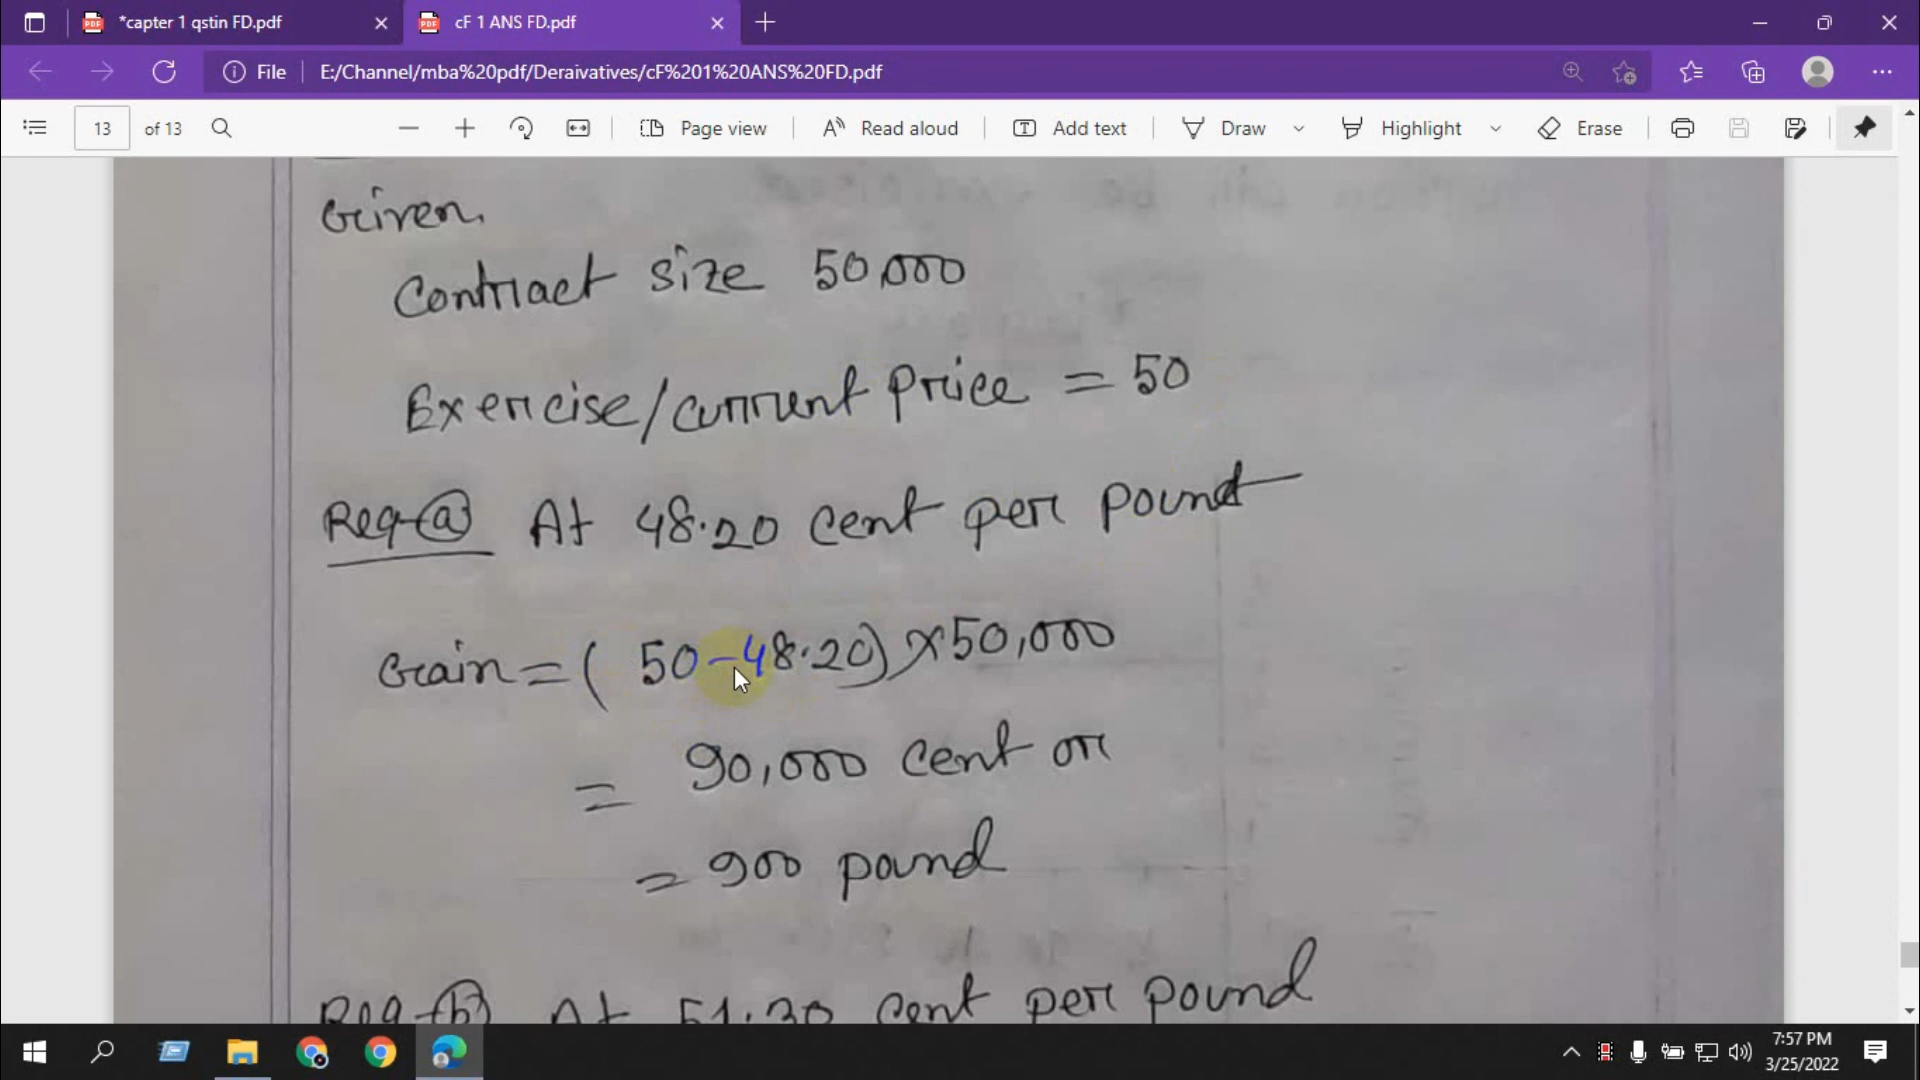 *capter 1 qstin FD.pdf
cF 1 ANS FD.pdf
File
E:/Channel/mba%20pdf/Deraivatives/cF%201%20ANS%20FD.pdf
13 of 13
Page view
Read aloud
Add text
Draw
Highlight
Erase
Given,
Contract size 50,000
Exercise/current price = 50
Req-(a) At 48.20 cent per pound
Gain = ( 50-48.20) × 50,000
= 90,000 cent or
= 900 pound
Req-(b) At 51.30 cent per pound
7:57 PM
3/25/2022